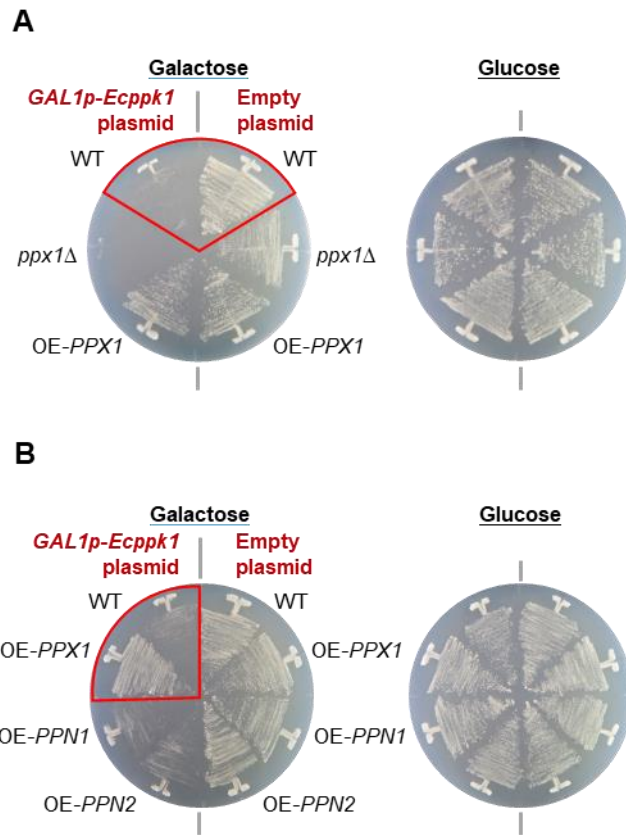 A
Galactose
Glucose
GAL1p-Ecppk1
plasmid
Empty
plasmid
WT
WT
ppx1Δ
ppx1Δ
OE-PPX1
OE-PPX1
B
Galactose
Glucose
GAL1p-Ecppk1
plasmid
Empty
plasmid
WT
WT
OE-PPX1
OE-PPX1
OE-PPN1
OE-PPN1
OE-PPN2
OE-PPN2